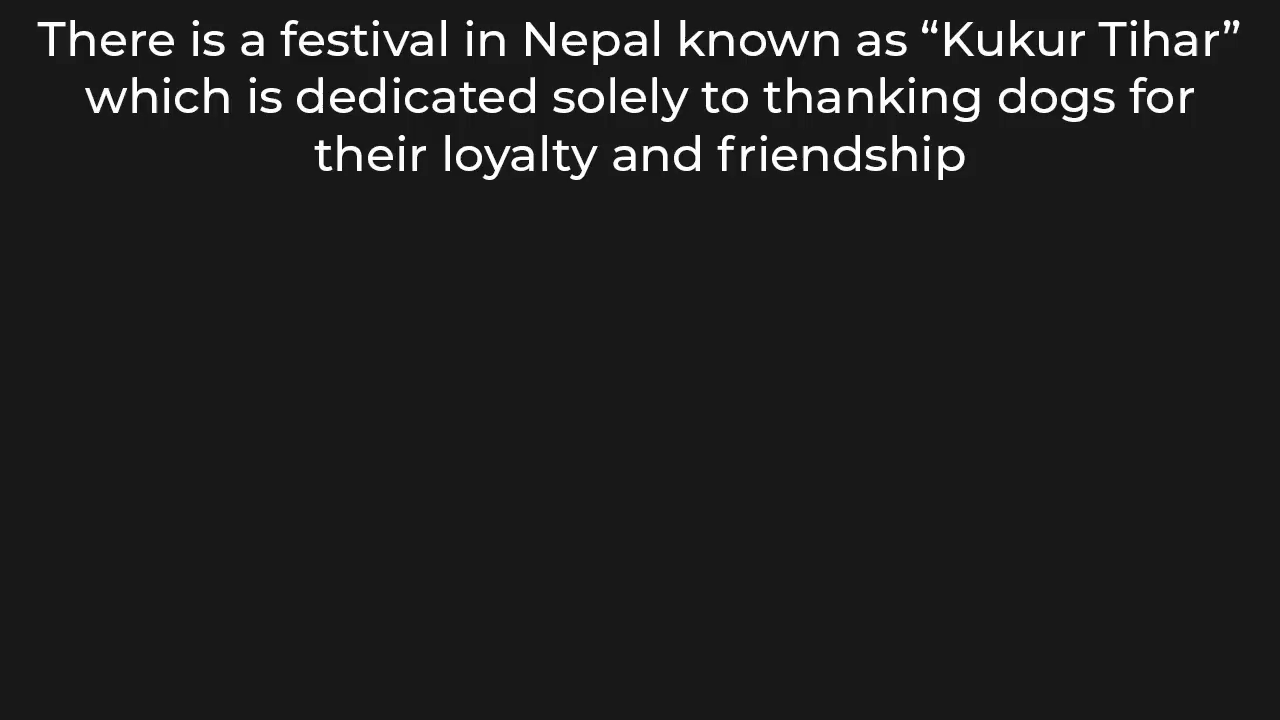 There is a festival in Nepal known as “Kukur Tihar”
which is dedicated solely to thanking dogs for
their loyalty and friendship